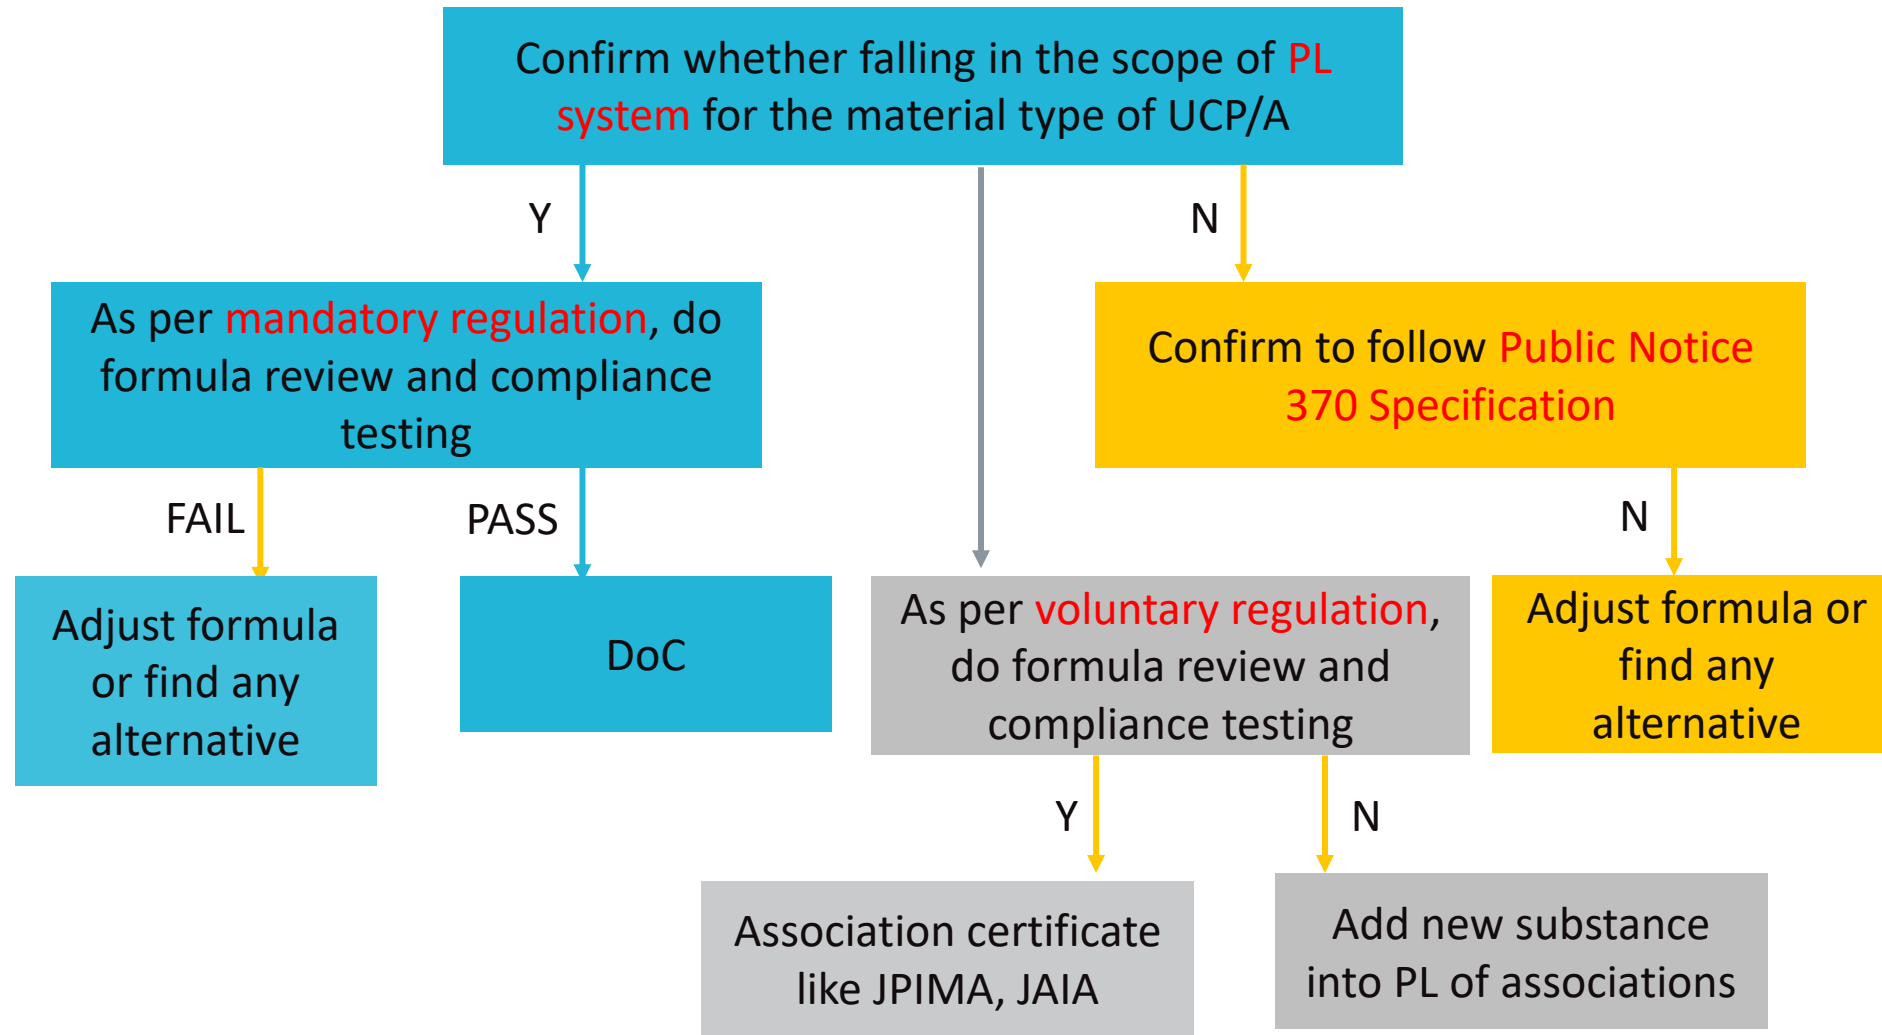 Confirm whether falling in the scope of PL
system for the material type of UCP/A
Y
N
As per mandatory regulation, do
formula review and compliance
testing
Confirm to follow Public Notice
370 Specification
FAIL
PASS
N
Adjust formula
or find any
alternative
DoC
As per voluntary regulation,
do formula review and
compliance testing
Adjust formula or
find any
alternative
Y
N
Association certificate
like JPIMA, JAIA
Add new substance
into PL of associations